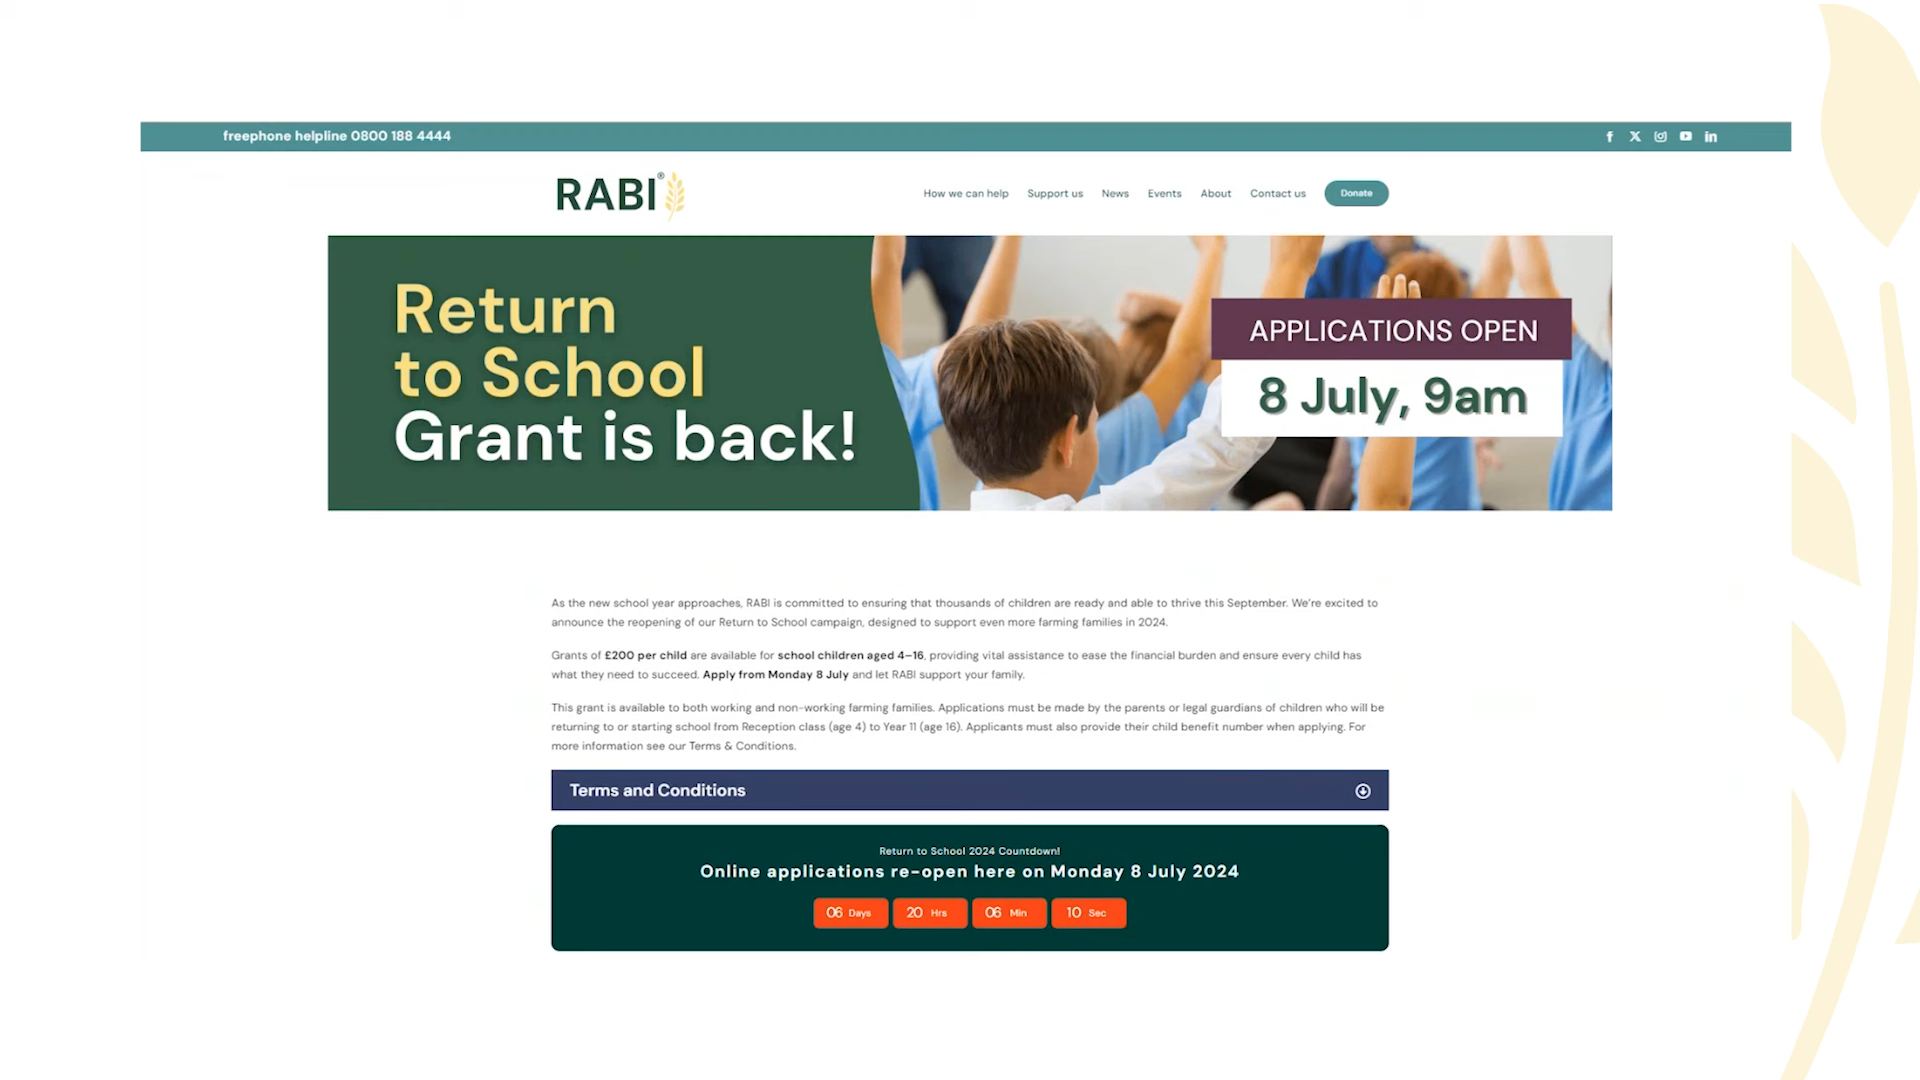 freephone helpline 0800 188 4444
RABI®
How we can help Support us News Events About Contact us Donate
Return
to School
Grant is back!
APPLICATIONS OPEN
8 July, 9am
As the new school year approaches, RABI is committed to ensuring that thousands of children are ready and able to thrive this September. We're excited to
announce the reopening of our Return to School campaign, designed to support even more farming families in 2024.
Grants of £200 per child are available for school children aged 4–16, providing vital assistance to ease the financial burden and ensure every child has
what they need to succeed. Apply from Monday 8 July and let RABI support your family.
This grant is available to both working and non-working farming families. Applications must be made by the parents or legal guardians of children who will be
returning to or starting school from Reception class (age 4) to Year 11 (age 16). Applicants must also provide their child benefit number when applying. For
more information see our Terms & Conditions.
Terms and Conditions
Return to School 2024 Countdown!
Online applications re-open here on Monday 8 July 2024
06 Days 20 Hrs 06 Min 10 Sec